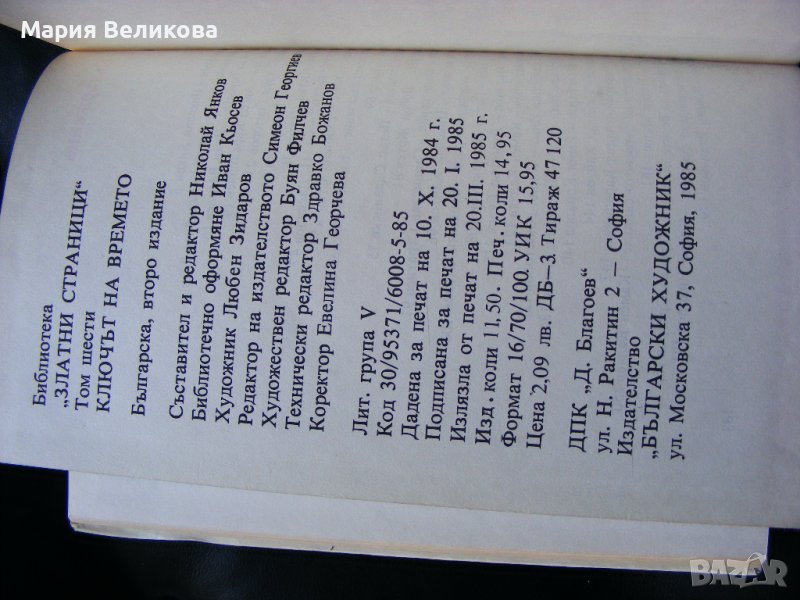 Мария Великова
Библиотека
„ЗЛАТНИ СТРАНИЦИ“
Том шести
КЛЮЧЪТ НА ВРЕМЕТО
Българска, второ издание
Съставител и редактор Николай Янков
Библиотечно оформяне Иван Кьосев
Художник Любен Зидаров
Редактор на издателството Симеон Георгиев
Художествен редактор Буян Филчев
Технически редактор Здравко Божанов
Коректор Евелина Георчева
Лит. група V
Код 30/95371/6008-5-85
Дадена за печат на 10. X. 1984 г.
Подписана за печат на 20. I. 1985
Излязла от печат на 20.III. 1985 г.
Изд. коли 11,50. Печ. коли 14,95
Формат 16/70/100. УИК 15,95
Цена 2,09 лв. ДБ–3. Тираж 47120
ДПК „Д. Благоев“
ул. Н. Ракитин 2 — София
Издателство
„БЪЛГАРСКИ ХУДОЖНИК“
ул. Московска 37, София, 1985
BAZAR